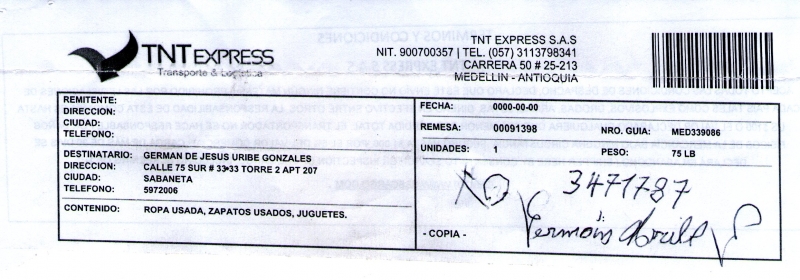 TNT EXPRESS
Transporte & Logística
TNT EXPRESS S.A.S
NIT. 900700357 | TEL. (057) 3113798341
CARRERA 50 # 25-213
MEDELLIN - ANTIOQUIA
REMITENTE:
DIRECCION:
CIUDAD:
TELEFONO:
DESTINATARIO: GERMAN DE JESUS URIBE GONZALES
DIRECCION: CALLE 75 SUR # 33-33 TORRE 2 APT 207
CIUDAD: SABANETA
TELEFONO: 5972006
CONTENIDO: ROPA USADA, ZAPATOS USADOS, JUGUETES.
FECHA: 0000-00-00
REMESA: 00091398 NRO. GUIA: MED339086
UNIDADES: 1 PESO: 75 LB
3471787
- COPIA -